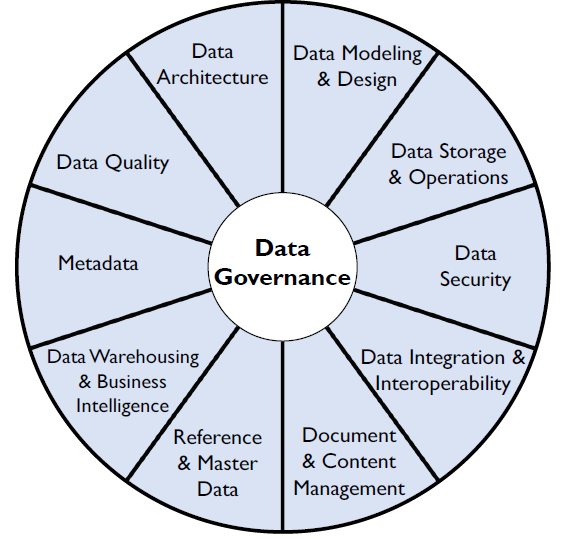 Data
Architecture
Data Modeling
& Design
Data Storage
& Operations
Data
Security
Data Integration &
Interoperability
Document
& Content
Management
Reference
& Master
Data
Data Warehousing
& Business
Intelligence
Metadata
Data Quality
Data
Governance